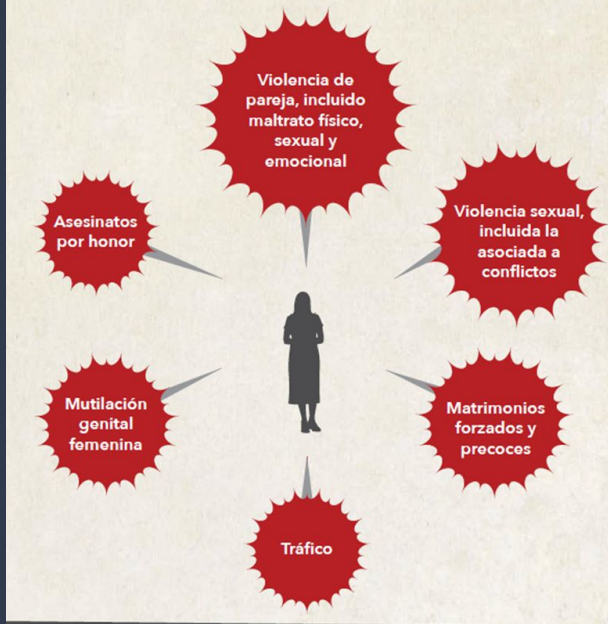 Violencia de
pareja, incluido
maltrato físico,
sexual y
emocional
Violencia sexual,
incluida la
asociada a
conflictos
Matrimonios
forzados y
precoces
Tráfico
Mutilación
genital
femenina
Asesinatos
por honor